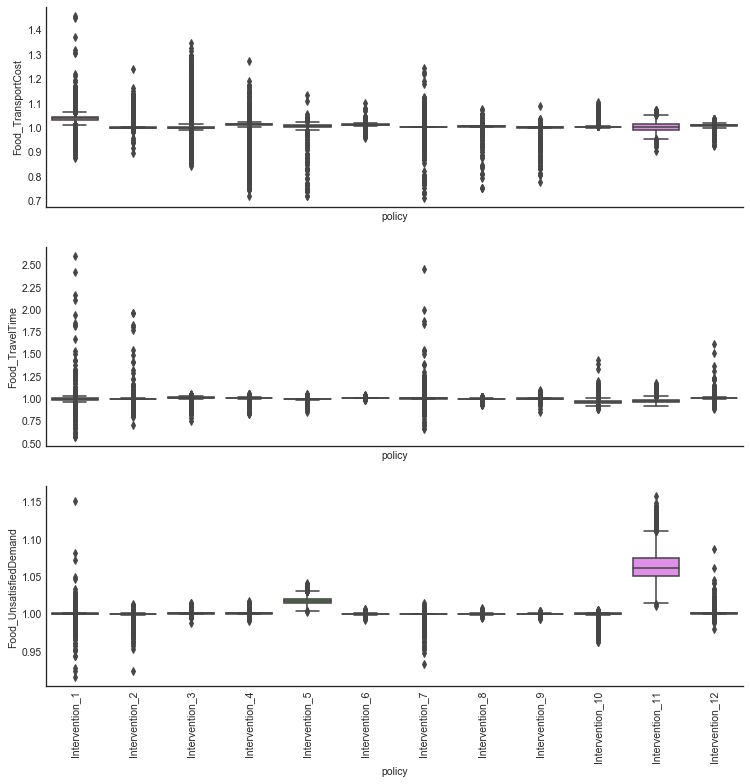 Food_TransportCost
1.4
1.3
1.2
1.1
1.0
0.9
0.8
0.7
policy
Food_TravelTime
2.50
2.25
2.00
1.75
1.50
1.25
1.00
0.75
0.50
policy
Food_UnsatisfiedDemand
1.15
1.10
1.05
1.00
0.95
Intervention_1
Intervention_2
Intervention_3
Intervention_4
Intervention_5
Intervention_6
Intervention_7
Intervention_8
Intervention_9
Intervention_10
Intervention_11
Intervention_12
policy